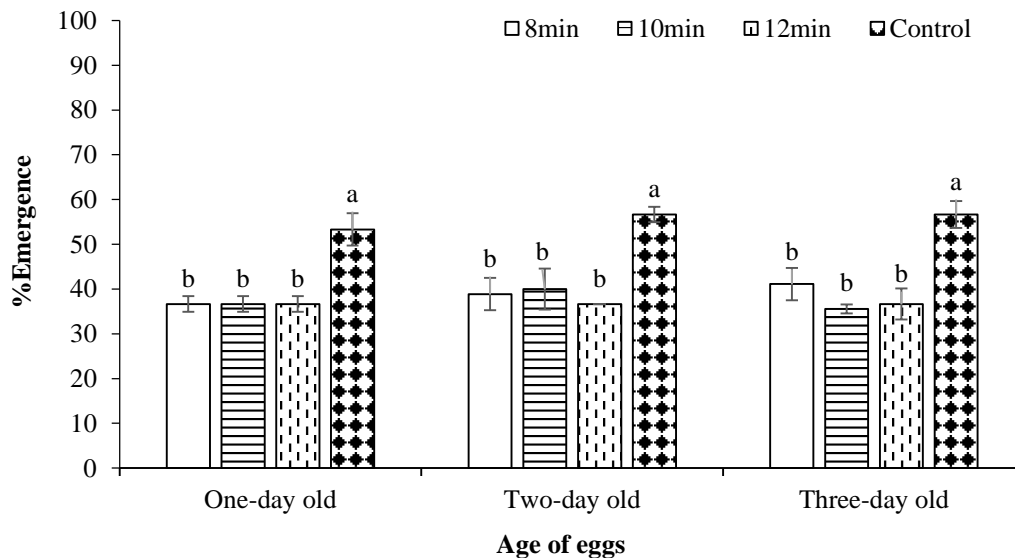 100
90
80
70
60
50
40
30
20
10
0
%Emergence
8min 10min 12min Control
b b b a
b b b a
b b b a
One-day old Two-day old Three-day old
Age of eggs